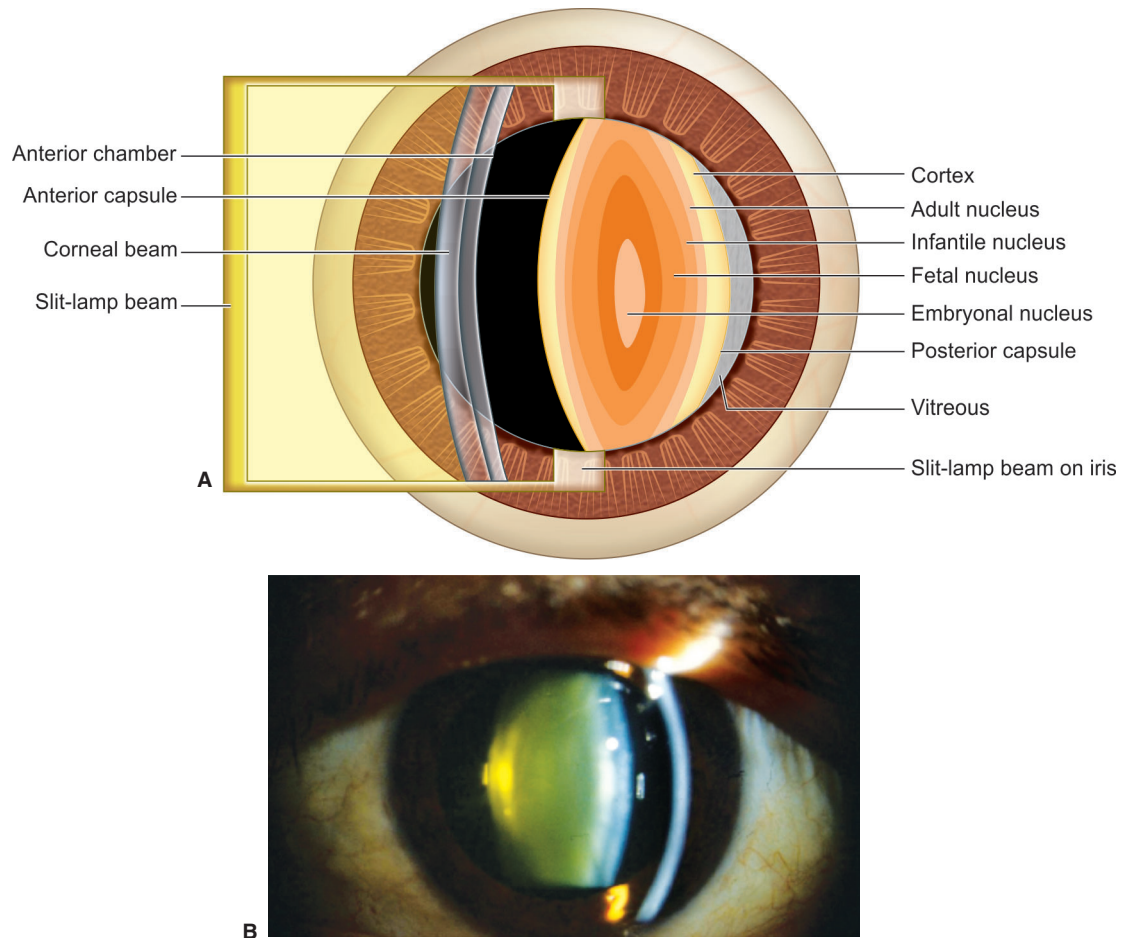 Anterior chamber
Anterior capsule
Corneal beam
Slit-lamp beam
A
Cortex
Adult nucleus
Infantile nucleus
Fetal nucleus
Embryonal nucleus
Posterior capsule
Vitreous
Slit-lamp beam on iris
B